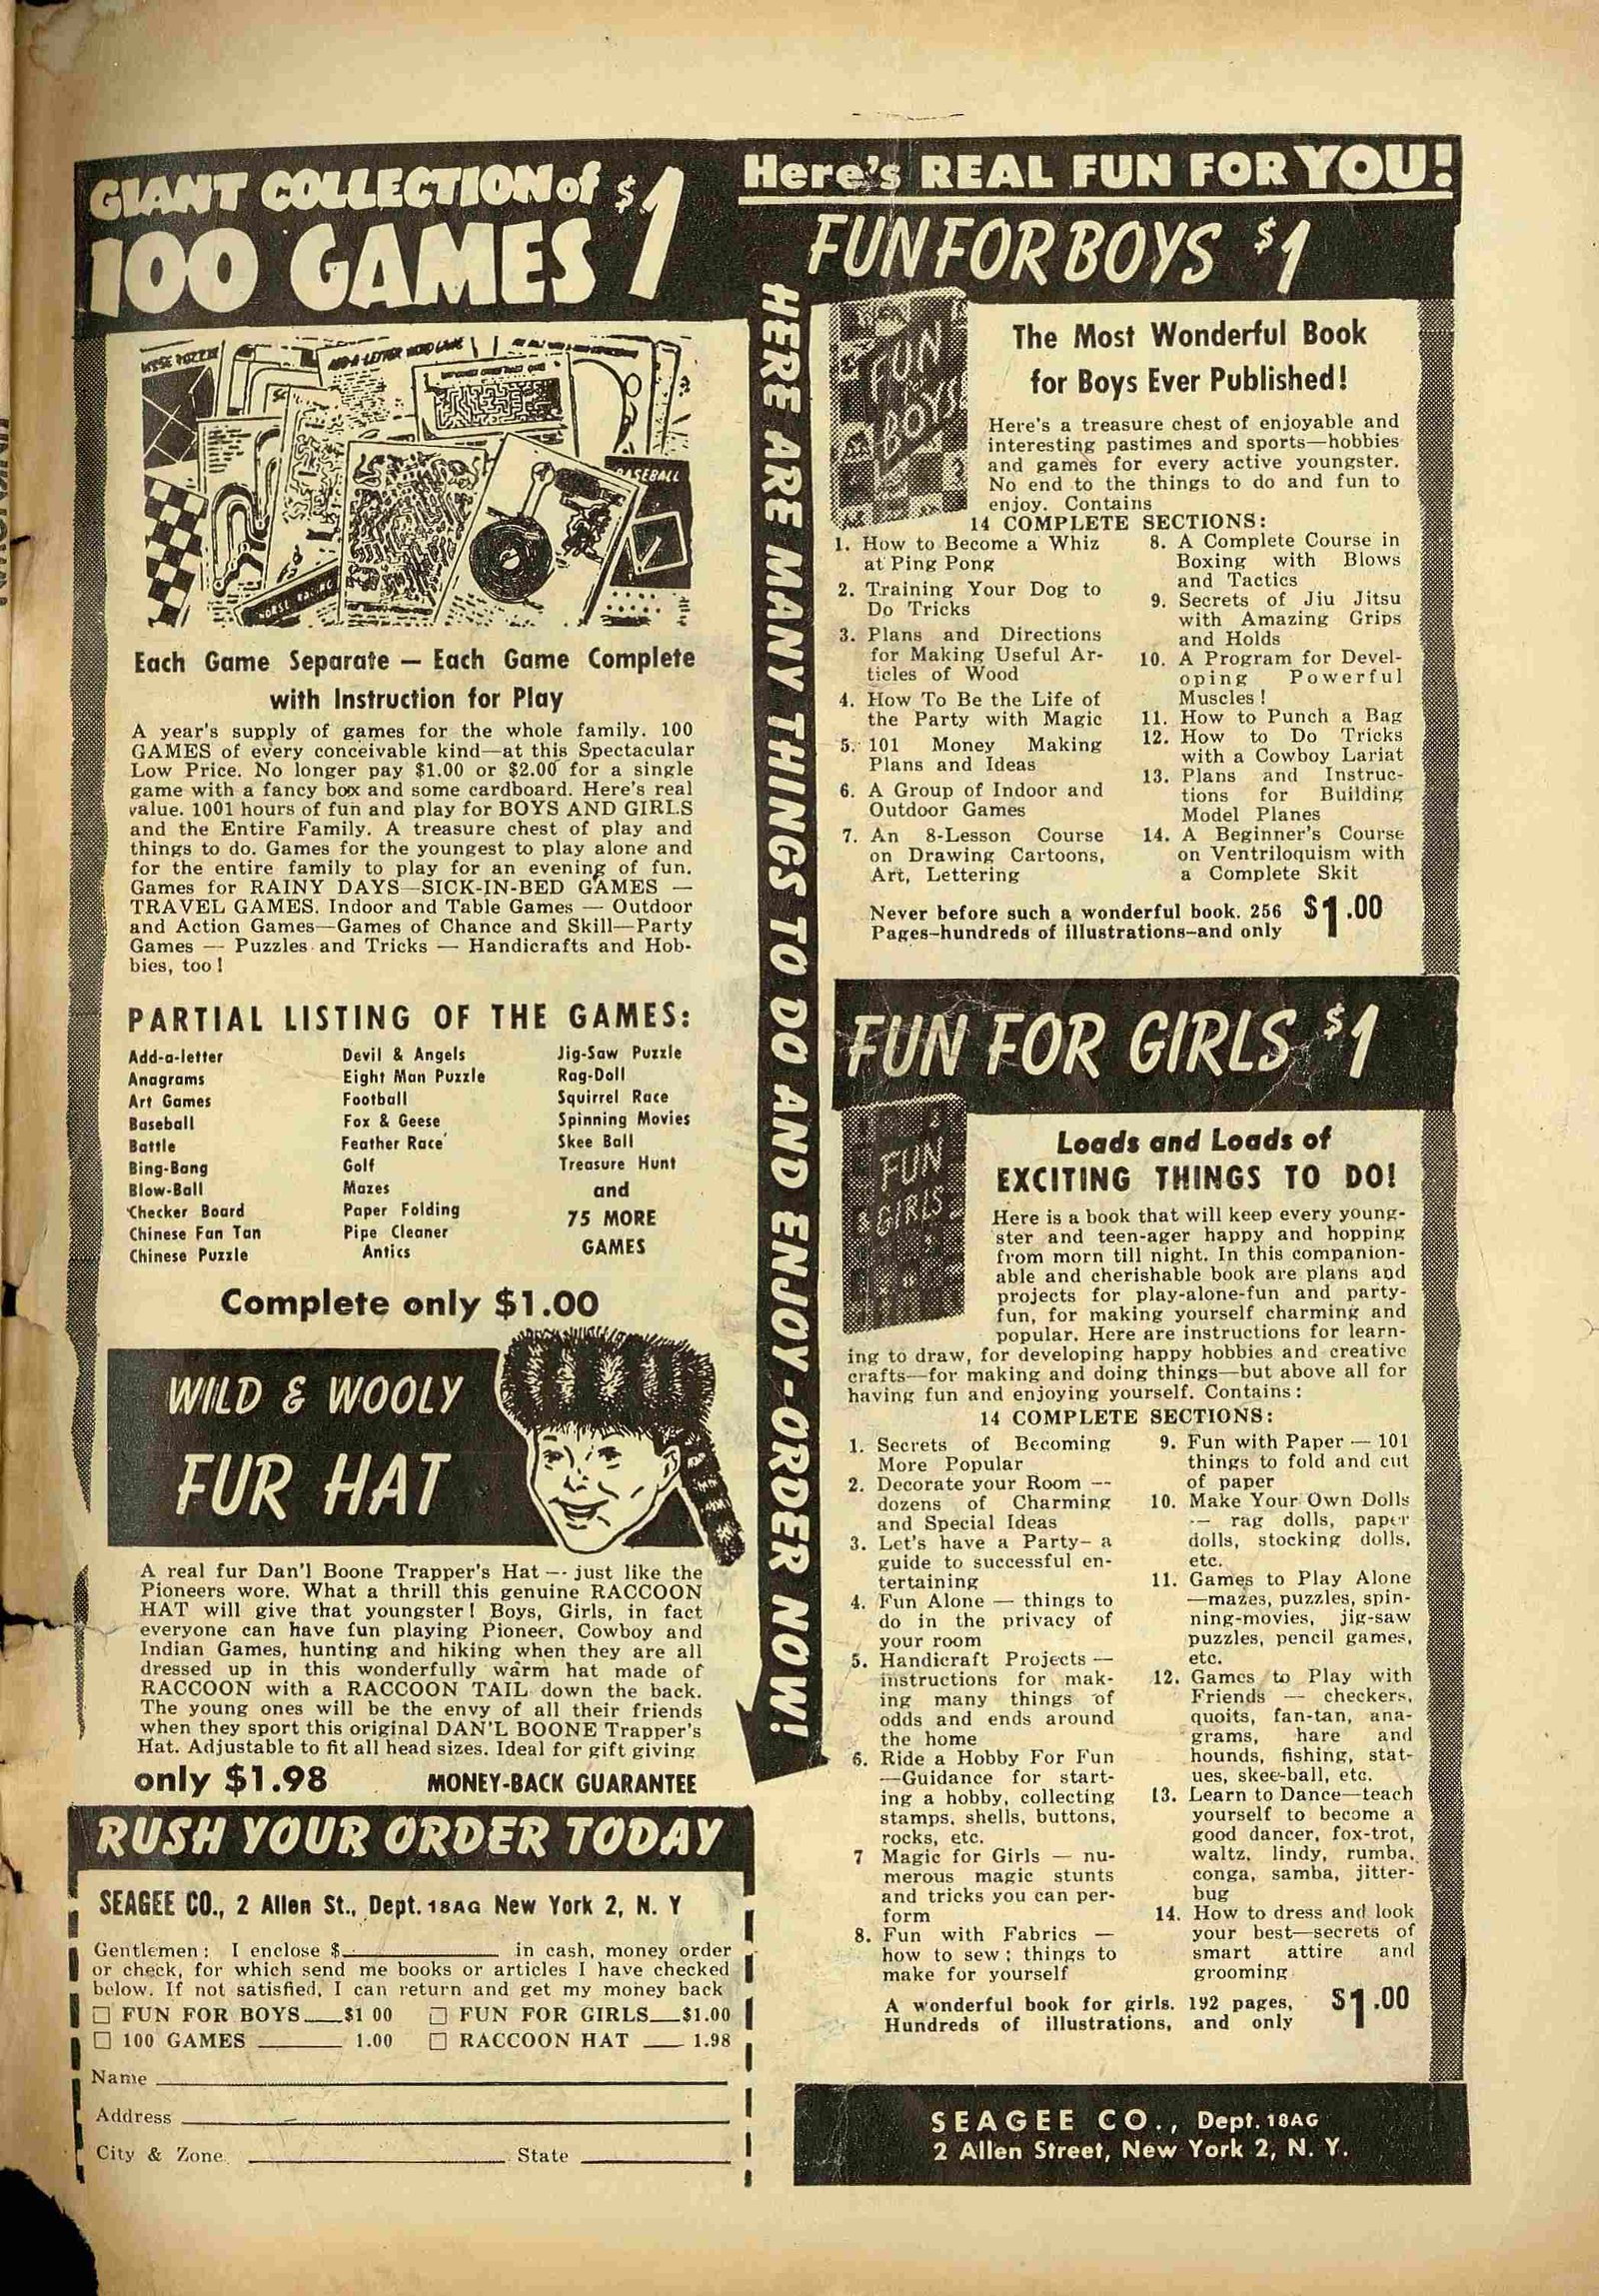 GIANT COLLECTION of $1
100 GAMES
BASEBALL
HORSE RACING
Each Game Separate — Each Game Complete
with Instruction for Play
A year's supply of games for the whole family. 100
GAMES of every conceivable kind—at this Spectacular
Low Price. No longer pay $1.00 or $2.00 for a single
game with a fancy box and some cardboard. Here's real
value. 1001 hours of fun and play for BOYS AND GIRLS
and the Entire Family. A treasure chest of play and
things to do. Games for the youngest to play alone and
for the entire family to play for an evening of fun.
Games for RAINY DAYS—SICK-IN-BED GAMES —
TRAVEL GAMES. Indoor and Table Games — Outdoor
and Action Games—Games of Chance and Skill—Party
Games — Puzzles and Tricks — Handicrafts and Hob-
bies, too!
PARTIAL LISTING OF THE GAMES:
Add-a-letter
Anagrams
Art Games
Baseball
Battle
Bing-Bang
Blow-Ball
Checker Board
Chinese Fan Tan
Chinese Puzzle
Devil & Angels
Eight Man Puzzle
Football
Fox & Geese
Feather Race
Golf
Mazes
Paper Folding
Pipe Cleaner
Antics
Jig-Saw Puzzle
Rag-Doll
Squirrel Race
Spinning Movies
Skee Ball
Treasure Hunt
and
75 MORE
GAMES
Complete only $1.00
WILD & WOOLY
FUR HAT
A real fur Dan'l Boone Trapper's Hat — just like the
Pioneers wore. What a thrill this genuine RACCOON
HAT will give that youngster! Boys, Girls, in fact
everyone can have fun playing Pioneer, Cowboy and
Indian Games, hunting and hiking when they are all
dressed up in this wonderfully warm hat made of
RACCOON with a RACCOON TAIL down the back.
The young ones will be the envy of all their friends
when they sport this original DAN'L BOONE Trapper's
Hat. Adjustable to fit all head sizes. Ideal for gift giving
only $1.98 MONEY-BACK GUARANTEE
RUSH YOUR ORDER TODAY
SEAGEE CO., 2 Allen St., Dept. 18AG New York 2, N. Y
Gentlemen: I enclose $ in cash, money order
or check, for which send me books or articles I have checked
below. If not satisfied, I can return and get my money back
FUN FOR BOYS $1 00 FUN FOR GIRLS $1.00
100 GAMES 1.00 RACCOON HAT 1.98
Name
Address
City & Zone State
HERE ARE MANY THINGS TO DO AND ENJOY-ORDER NOW!
Here's REAL FUN FOR YOU!
FUN FOR BOYS $1
FUN
BOYS
The Most Wonderful Book
for Boys Ever Published!
Here's a treasure chest of enjoyable and
interesting pastimes and sports—hobbies
and games for every active youngster.
No end to the things to do and fun to
enjoy. Contains
14 COMPLETE SECTIONS:
1. How to Become a Whiz
at Ping Pong
2. Training Your Dog to
Do Tricks
3. Plans and Directions
for Making Useful Ar-
ticles of Wood
4. How To Be the Life of
the Party with Magic
5. 101 Money Making
Plans and Ideas
6. A Group of Indoor and
Outdoor Games
7. An 8-Lesson Course
on Drawing Cartoons,
Art, Lettering
8. A Complete Course in
Boxing with Blows
and Tactics
9. Secrets of Jiu Jitsu
with Amazing Grips
and Holds
10. A Program for Devel-
oping Powerful
Muscles!
11. How to Punch a Bag
12. How to Do Tricks
with a Cowboy Lariat
13. Plans and Instruc-
tions for Building
Model Planes
14. A Beginner's Course
on Ventriloquism with
a Complete Skit
Never before such a wonderful book. 256
Pages-hundreds of illustrations-and only
$1.00
FUN FOR GIRLS $1
FUN
GIRLS
Loads and Loads of
EXCITING THINGS TO DO!
Here is a book that will keep every young-
ster and teen-ager happy and hopping
from morn till night. In this companion-
able and cherishable book are plans and
projects for play-alone-fun and party-
fun, for making yourself charming and
popular. Here are instructions for learn-
ing to draw, for developing happy hobbies and creative
crafts—for making and doing things—but above all for
having fun and enjoying yourself. Contains:
14 COMPLETE SECTIONS:
1. Secrets of Becoming
More Popular
2. Decorate your Room —
dozens of Charming
and Special Ideas
3. Let's have a Party- a
guide to successful en-
tertaining
4. Fun Alone — things to
do in the privacy of
your room
5. Handicraft Projects —
instructions for mak-
ing many things of
odds and ends around
the home
6. Ride a Hobby For Fun
—Guidance for start-
ing a hobby, collecting
stamps, shells, buttons,
rocks, etc.
7 Magic for Girls — nu-
merous magic stunts
and tricks you can per-
form
8. Fun with Fabrics —
how to sew; things to
make for yourself
9. Fun with Paper — 101
things to fold and cut
of paper
10. Make Your Own Dolls
— rag dolls, paper
dolls, stocking dolls,
etc.
11. Games to Play Alone
—mazes, puzzles, spin-
ning-movies, jig-saw
puzzles, pencil games,
etc.
12. Games to Play with
Friends — checkers,
quoits, fan-tan, ana-
grams, hare and
hounds, fishing, stat-
ues, skee-ball, etc.
13. Learn to Dance—teach
yourself to become a
good dancer, fox-trot,
waltz, lindy, rumba,
conga, samba, jitter-
bug
14. How to dress and look
your best—secrets of
smart attire and
grooming
A wonderful book for girls. 192 pages,
Hundreds of illustrations, and only
$1.00
SEAGEE CO., Dept. 18AG
2 Allen Street, New York 2, N. Y.